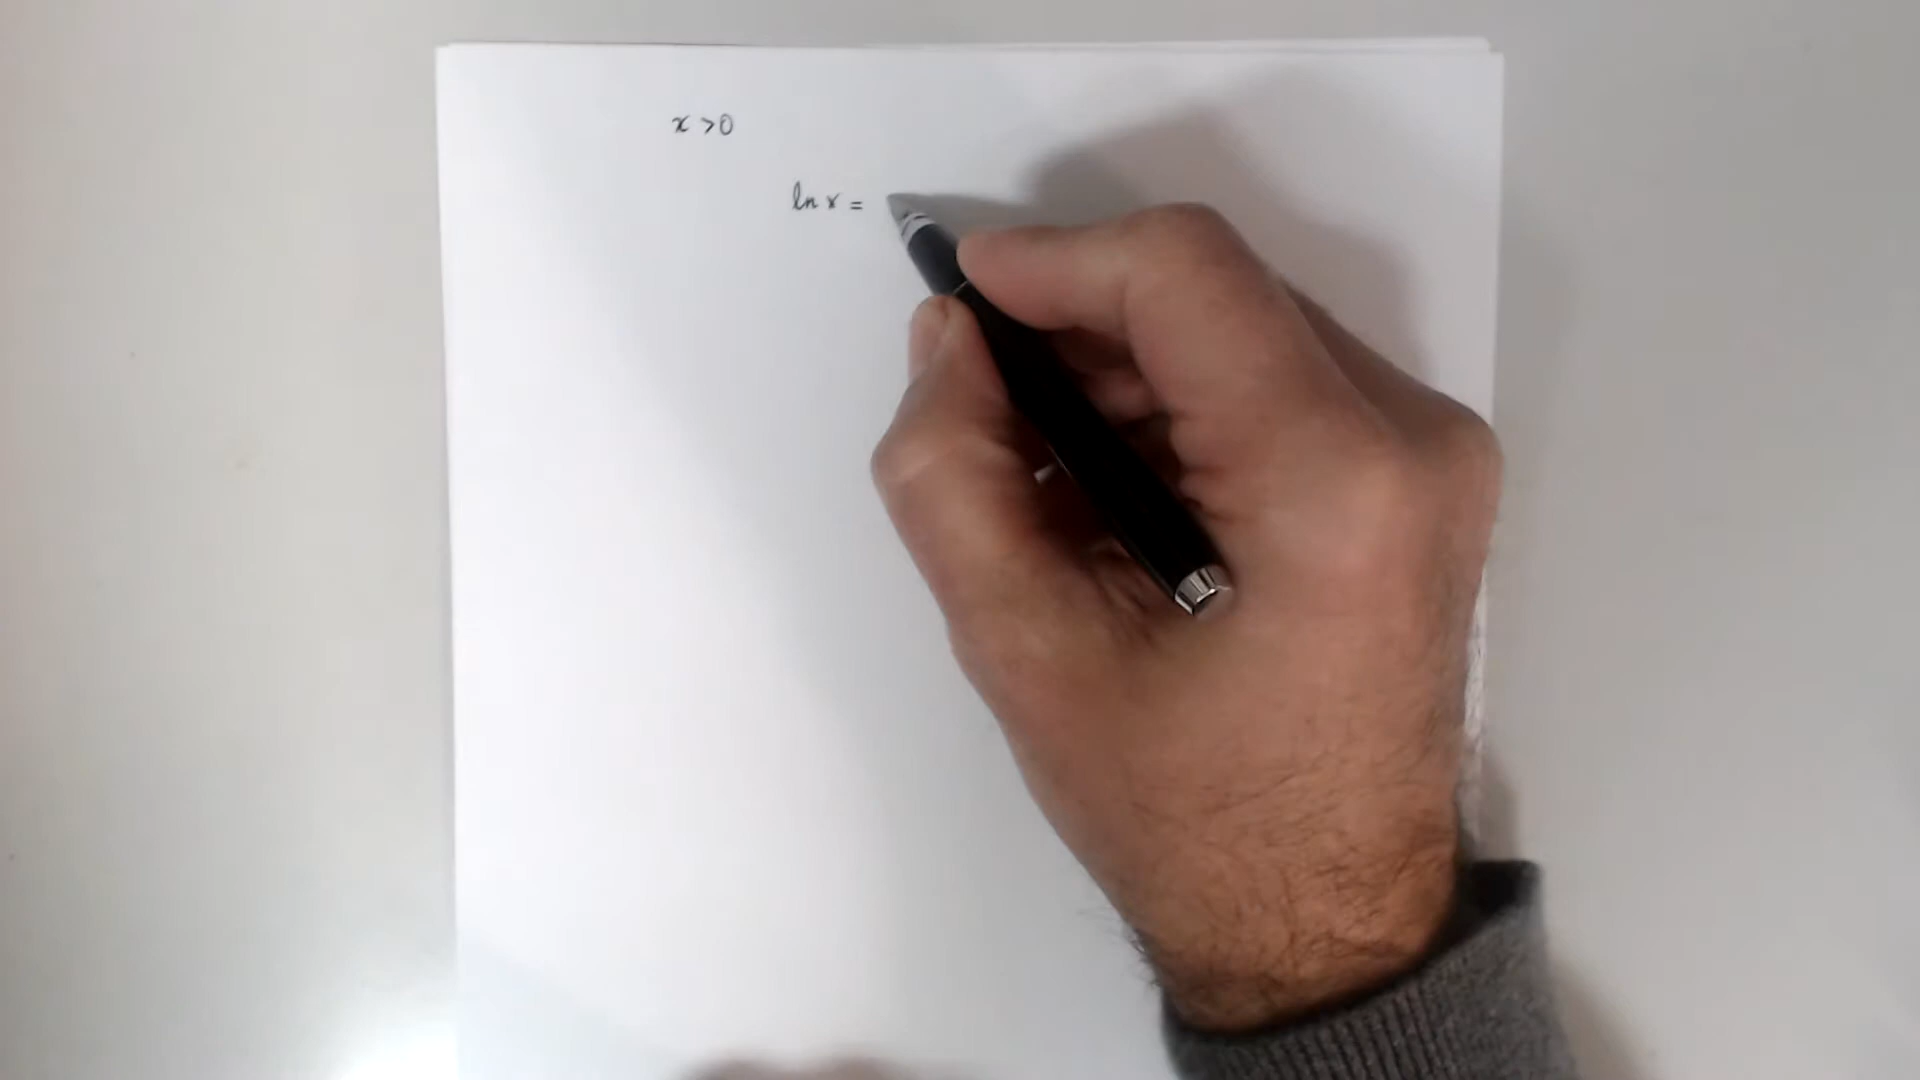 x > 0
ln x =